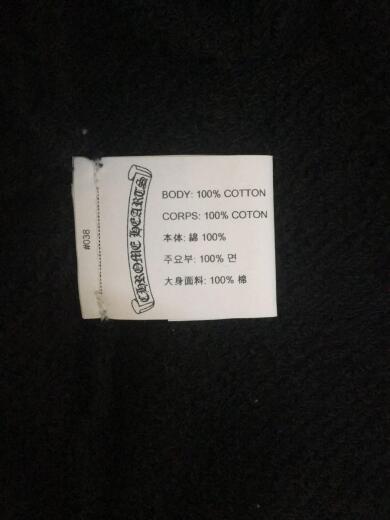 #038
CHROME HEARTS
BODY: 100% COTTON
CORPS: 100% COTON
本体: 綿 100%
주요부: 100% 면
大身面料: 100% 棉